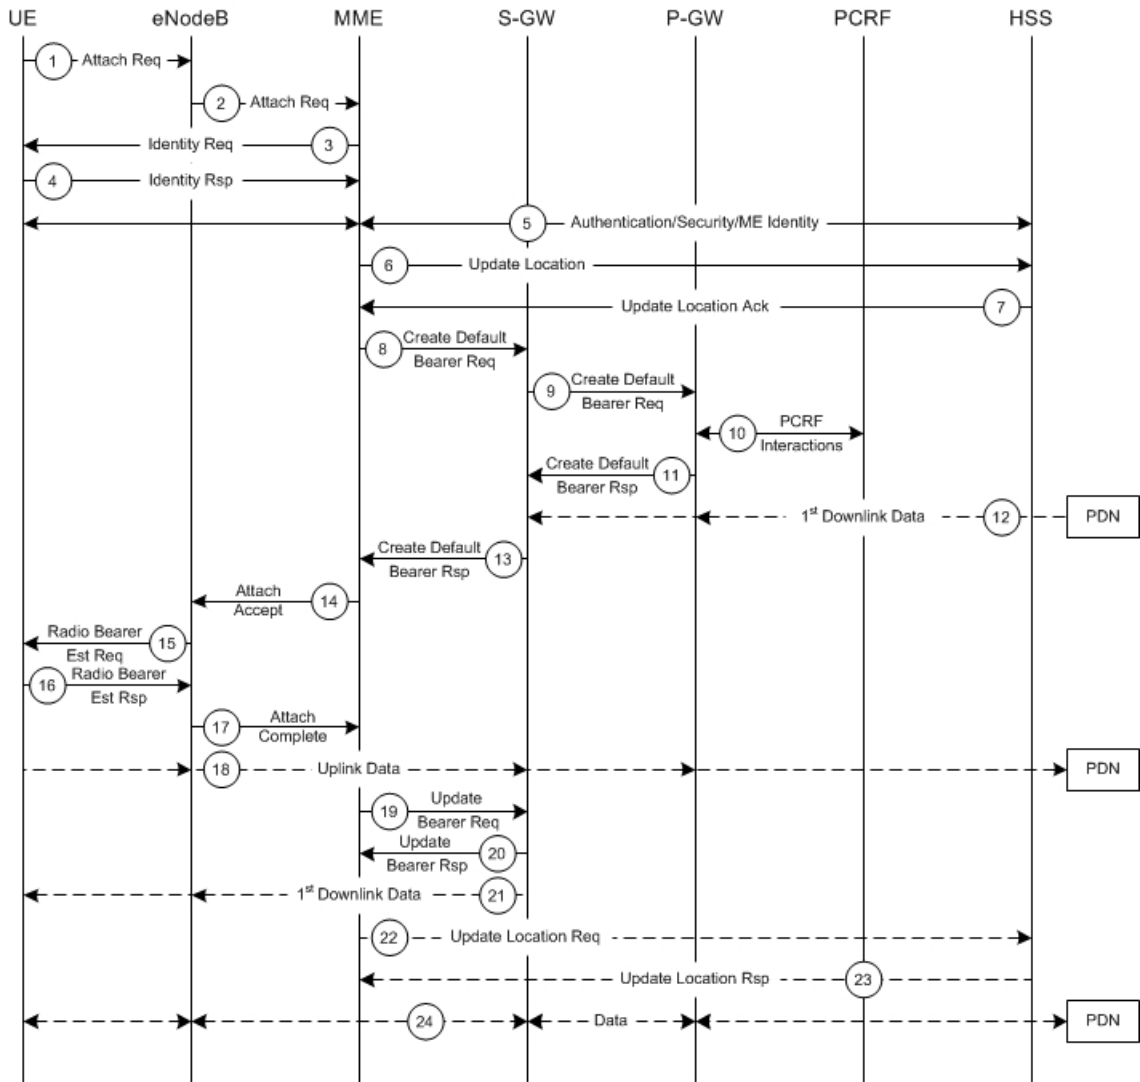 UE eNodeB MME S-GW P-GW PCRF HSS
1 Attach Req
2 Attach Req
Identity Req 3
4 Identity Rsp
5 Authentication/Security/ME Identity
6 Update Location
Update Location Ack 7
8 Create Default
Bearer Req
9 Create Default
Bearer Req
10 PCRF
Interactions
Create Default 11
Bearer Rsp
1st Downlink Data 12 PDN
Create Default 13
Bearer Rsp
Attach 14
Accept
Radio Bearer 15
Est Req
16 Radio Bearer
Est Rsp
17 Attach
Complete
18 Uplink Data PDN
19 Update
Bearer Req
Update 20
Bearer Rsp
1st Downlink Data 21
22 Update Location Req
Update Location Rsp 23
24 Data PDN